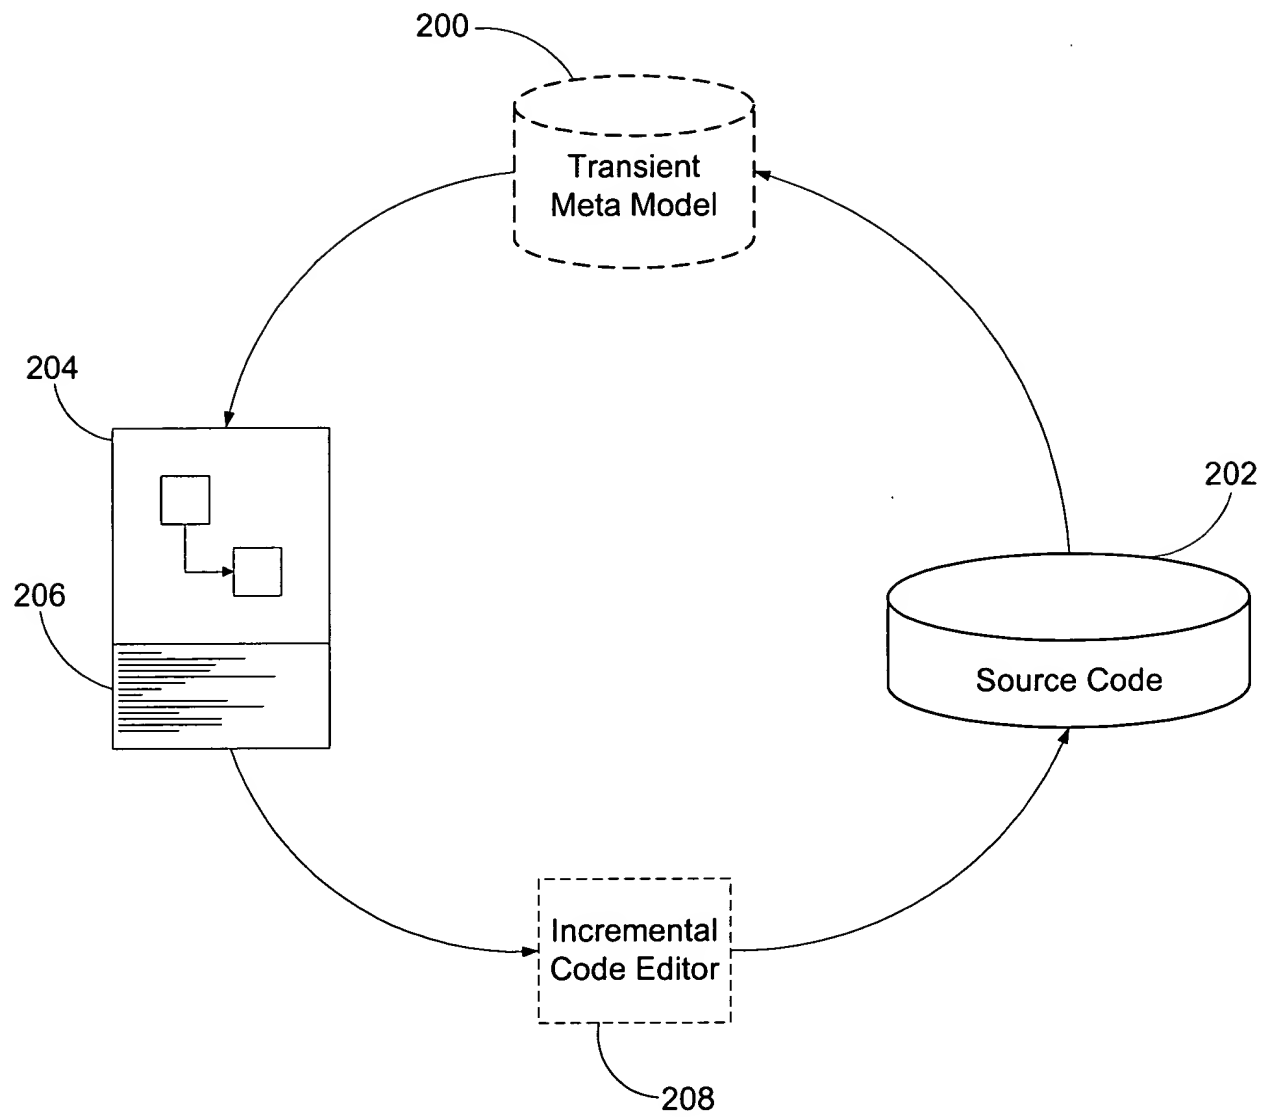 200
Transient
Meta Model
204
202
206
Source Code
Incremental
Code Editor
208